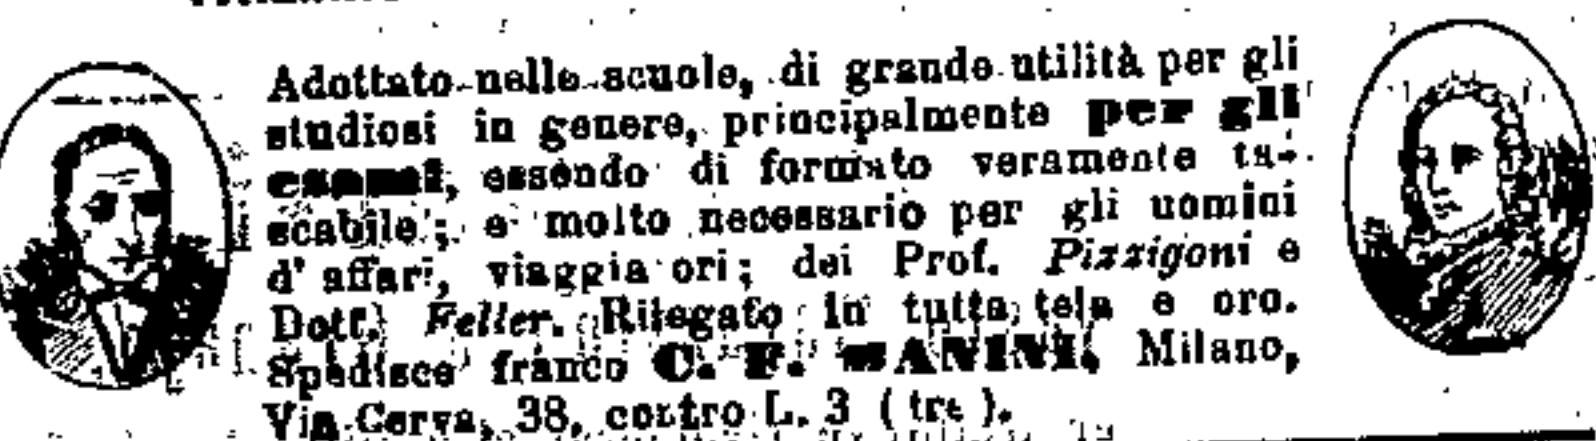 Adottato nelle scuole, di grande utilità per gli
studiosi in genere, principalmente per gli
esami, essendo di formato veramente ta-
scabile; e molto necessario per gli uomini
d'affari, viaggiatori; dei Prof. Pizzigoni e
Dott. Feller. Rilegato in tutta tela e oro.
Spedisce franco C. F. MANINI, Milano,
Via Cerva, 38, contro L. 3 (tre).